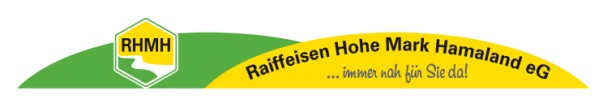 RHMH
Raiffeisen Hohe Mark Hamaland eG
... immer nah für Sie da!